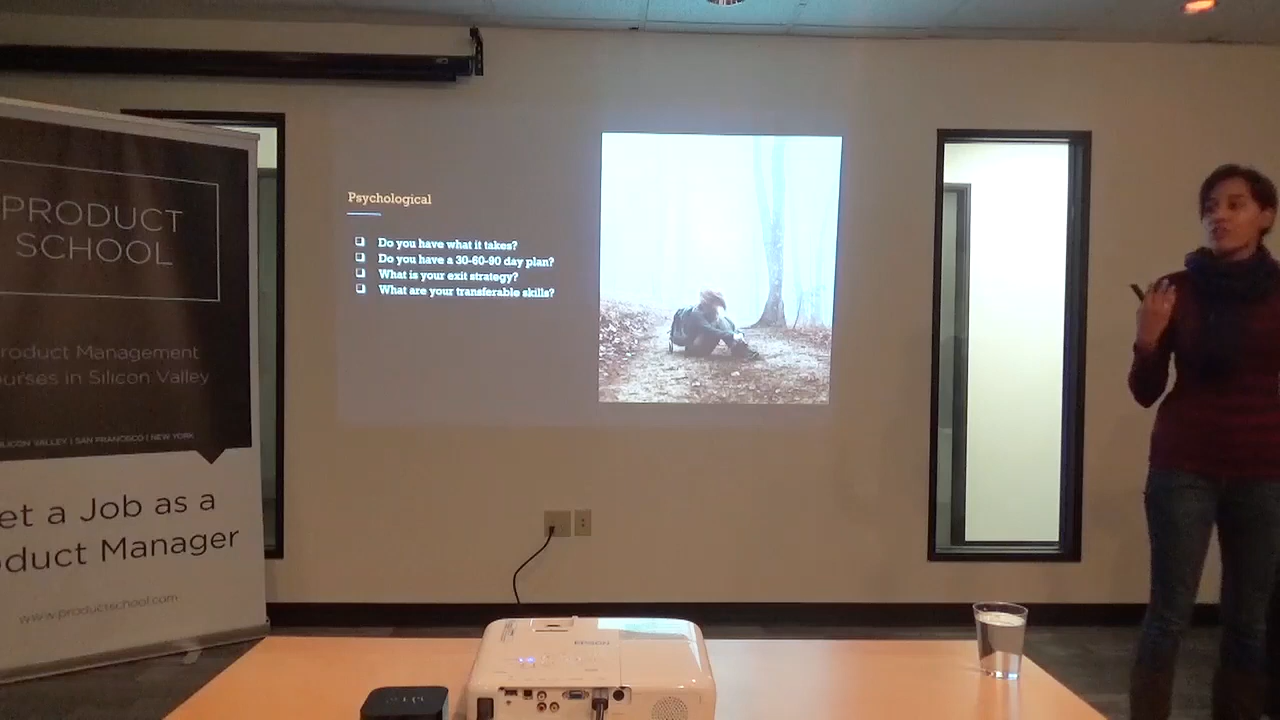 PRODUCT
SCHOOL
roduct Management
urses in Silicon Valley
ILICON VALLEY | SAN FRANCISCO | NEW YORK
et a Job as a
oduct Manager
www.productschool.com
Psychological
❑ Do you have what it takes?
❑ Do you have a 30-60-90 day plan?
❑ What is your exit strategy?
❑ What are your transferable skills?
EPSON